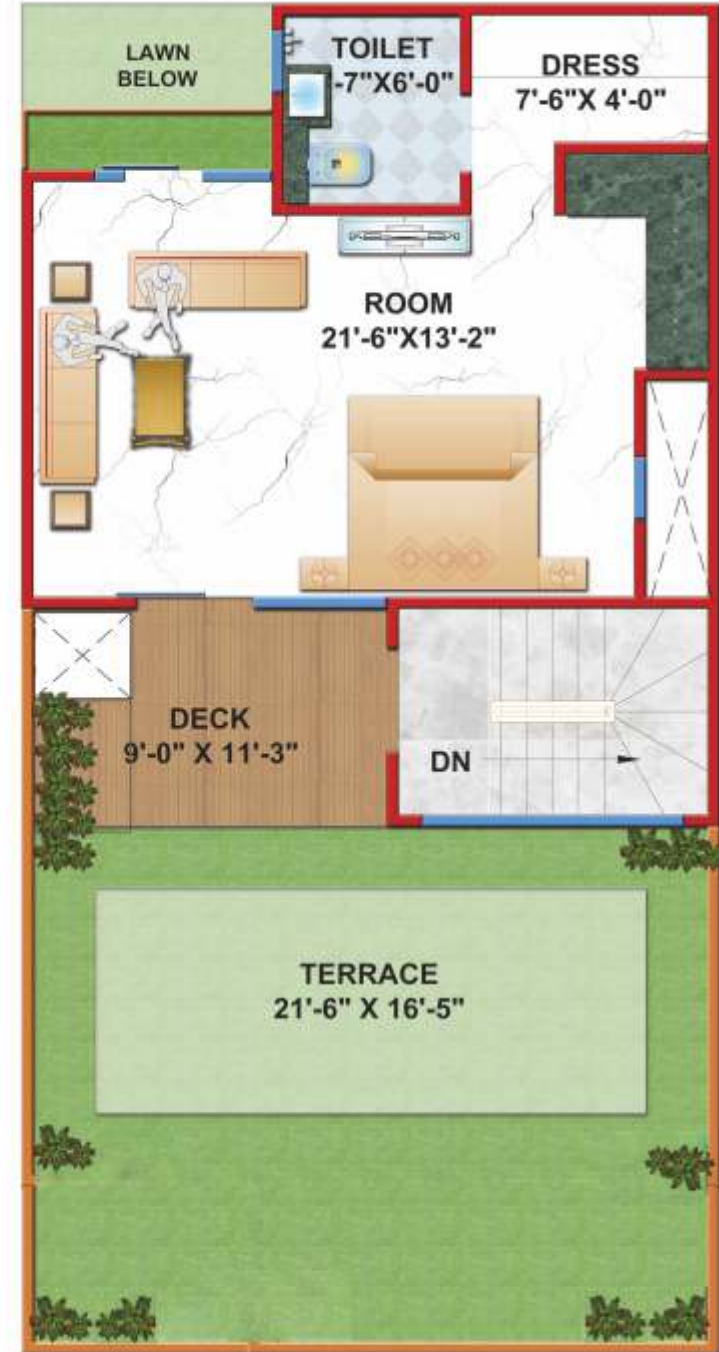 LAWN
BELOW
TOILET
-7"X6'-0"
DRESS
7'-6"X 4'-0"
ROOM
21'-6"X13'-2"
DECK
9'-0" X 11'-3"
DN
TERRACE
21'-6" X 16'-5"